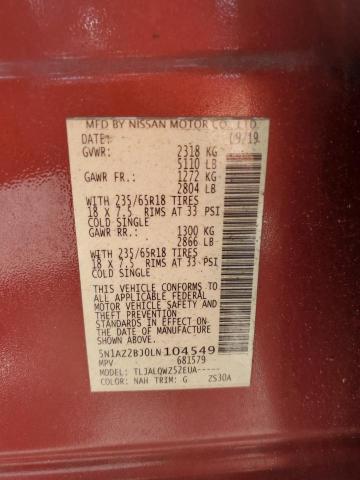 MFD BY NISSAN MOTOR CO., LTD.
DATE: 09/19
GVWR: 2318 KG
5110 LB
GAWR FR.: 1272 KG
2804 LB
WITH 235/65R18 TIRES
18 X 7.5 RIMS AT 33 PSI
COLD SINGLE
GAWR RR.: 1300 KG
2866 LB
WITH 235/65R18 TIRES
18 X 7.5 RIMS AT 33 PSI
COLD SINGLE
THIS VEHICLE CONFORMS
TO ALL APPLICABLE FEDERAL
MOTOR VEHICLE SAFETY AND
THEFT PREVENTION
STANDARDS IN EFFECT ON
THE DATE OF MANUFACTURE
SHOWN ABOVE.
5N1AZ2BJ0LN104549
MPV 681579
MODEL: TLJALQWZ52EUA-----
COLOR: NAH TRIM: G ZS30A